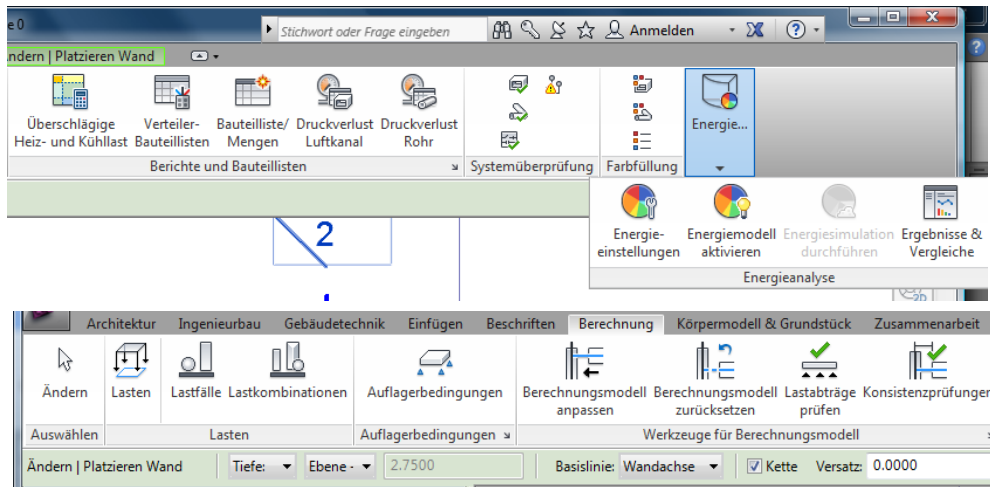 e 0
Stichwort oder Frage eingeben
Anmelden
?
ndern | Platzieren Wand
Überschlägige Heiz- und Kühllast
Verteiler- Bauteillisten
Bauteilliste/ Mengen
Druckverlust Luftkanal
Druckverlust Rohr
Energie...
Berichte und Bauteillisten
Systemüberprüfung
Farbfüllung
Energie- einstellungen
Energiemodell aktivieren
Energiesimulation durchführen
Ergebnisse & Vergleiche
Energieanalyse
2
2D
Architektur Ingenieurbau Gebäudetechnik Einfügen Beschriften Berechnung Körpermodell & Grundstück Zusammenarbeit
Ändern
Lasten
Lastfälle
Lastkombinationen
Auflagerbedingungen
Berechnungsmodell anpassen
Berechnungsmodell zurücksetzen
Lastabträge prüfen
Konsistenzprüfunger
Auswählen
Lasten
Auflagerbedingungen
Werkzeuge für Berechnungsmodell
Ändern | Platzieren Wand Tiefe: Ebene - 2.7500 Basislinie: Wandachse Kette Versatz: 0.0000